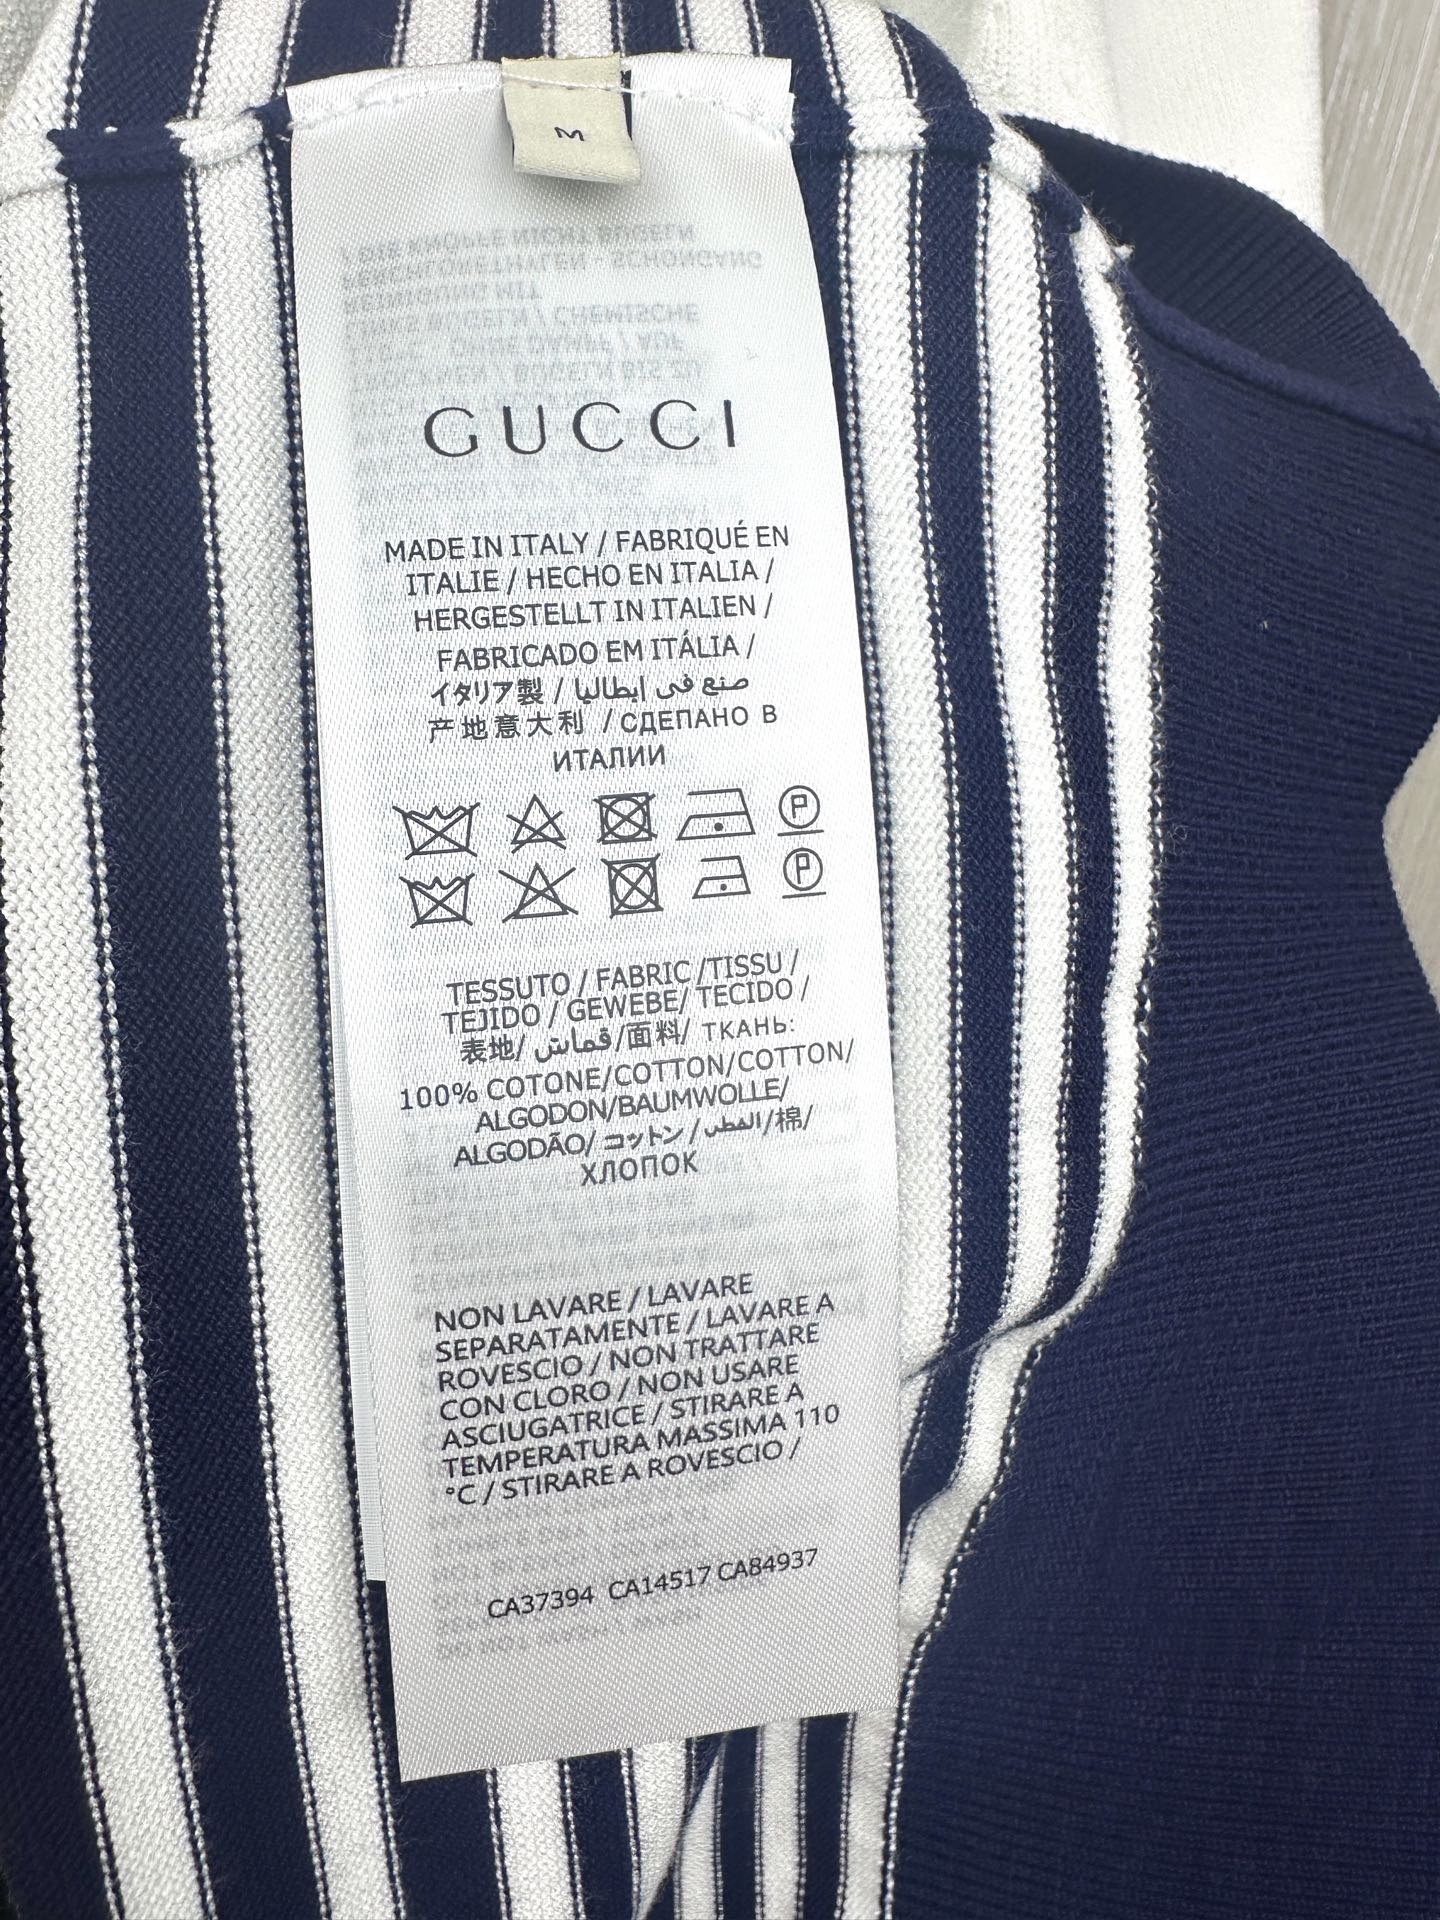 M
GUCCI
MADE IN ITALY / FABRIQUÉ EN
ITALIE / HECHO EN ITALIA /
HERGESTELLT IN ITALIEN /
FABRICADO EM ITÁLIA /
イタリア製 / صنع في إيطاليا
产地意大利 / СДЕЛАНО В
ИТАЛИИ
P
P
TESSUTO / FABRIC /TISSU /
TEJIDO / GEWEBE/ TECIDO /
表地/ قماش/面料/ ТКАНЬ:
100% COTONE/COTTON/COTTON/
ALGODON/BAUMWOLLE/
ALGODÃO/ コットン /القطن/棉/
ХЛОПОК
NON LAVARE / LAVARE
SEPARATAMENTE / LAVARE A
ROVESCIO / NON TRATTARE
CON CLORO / NON USARE
ASCIUGATRICE / STIRARE A
TEMPERATURA MASSIMA 110
°C / STIRARE A ROVESCIO /
CA37394 CA14517 CA84937